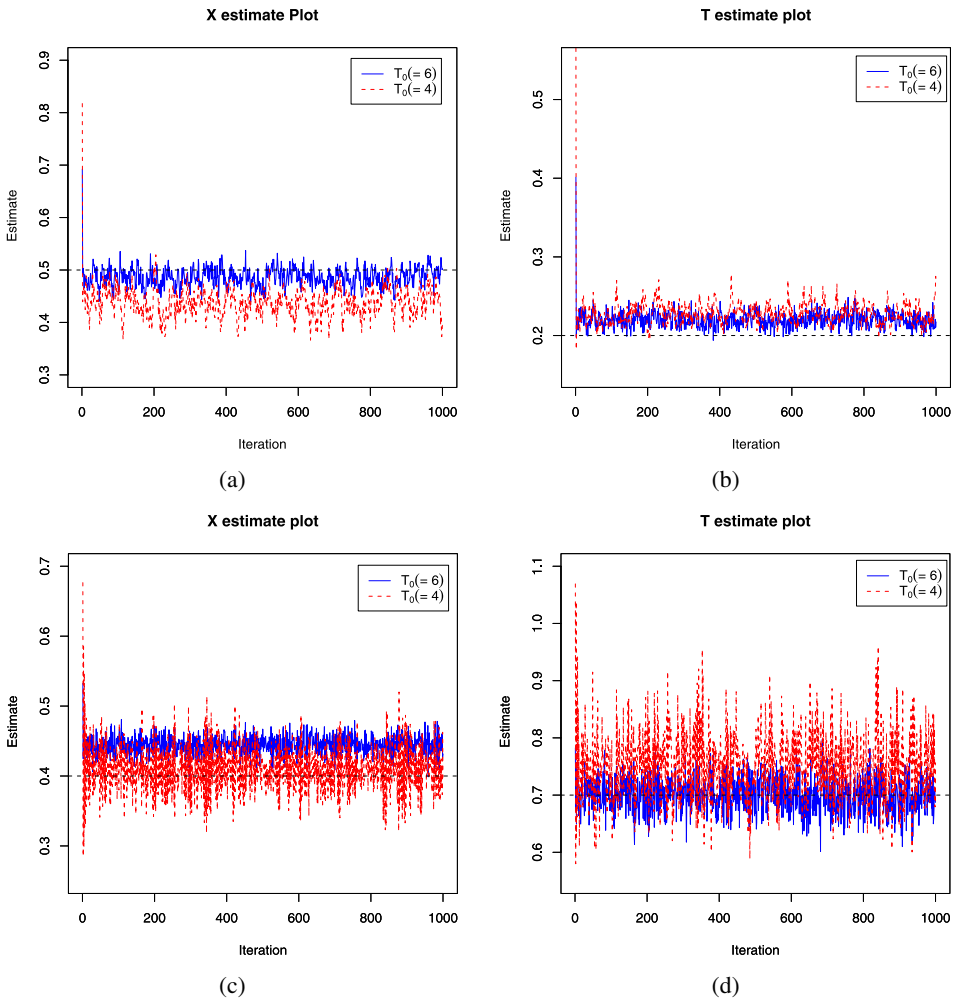 X estimate Plot
Estimate
0.9
0.8
0.7
0.6
0.5
0.4
0.3
T₀(= 6)
T₀(= 4)
0 200 400 600 800 1000
Iteration
(a)
T estimate plot
Estimate
0.5
0.4
0.3
0.2
T₀(= 6)
T₀(= 4)
0 200 400 600 800 1000
Iteration
(b)
X estimate plot
Estimate
0.7
0.6
0.5
0.4
0.3
T₀(= 6)
T₀(= 4)
0 200 400 600 800 1000
Iteration
(c)
T estimate plot
Estimate
1.1
1.0
0.9
0.8
0.7
0.6
T₀(= 6)
T₀(= 4)
0 200 400 600 800 1000
Iteration
(d)